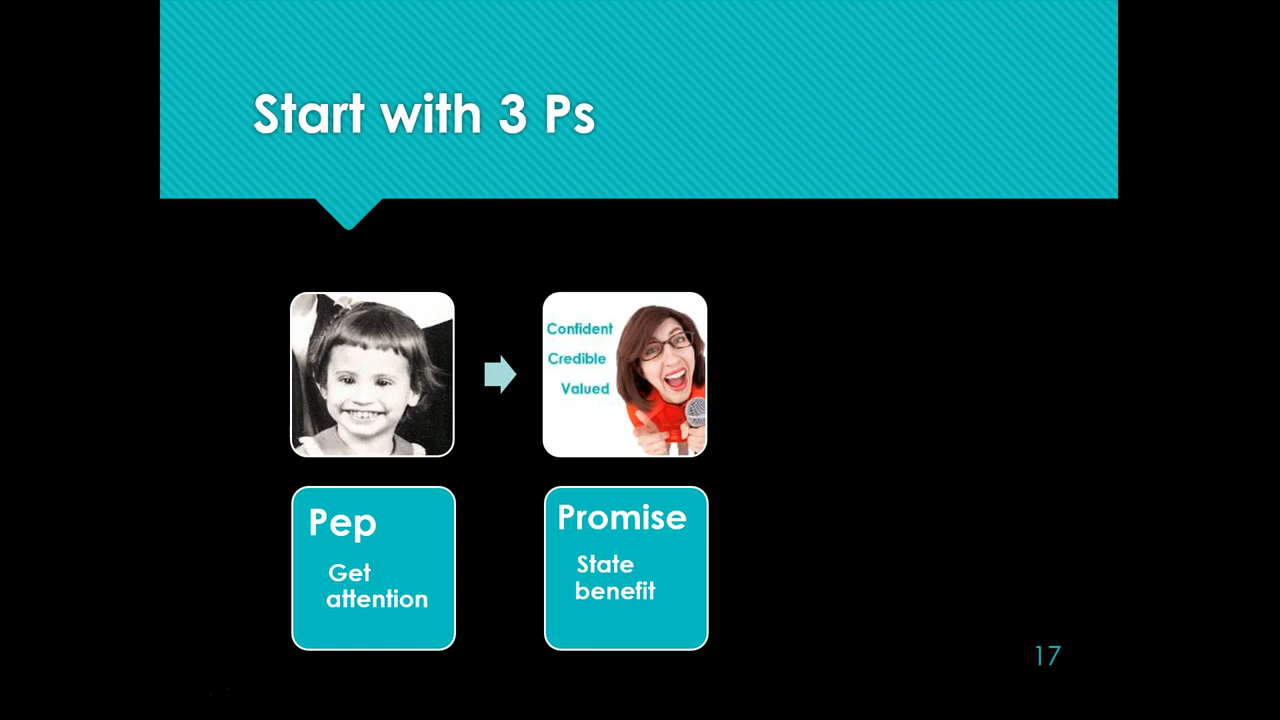 Start with 3 Ps
Confident
Credible
Valued
Pep
Get
attention
Promise
State
benefit
17